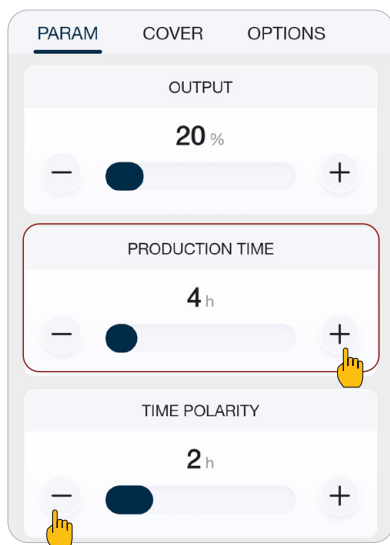 PARAM COVER OPTIONS
OUTPUT
20 %
− +
PRODUCTION TIME
4 h
− +
TIME POLARITY
2 h
− +